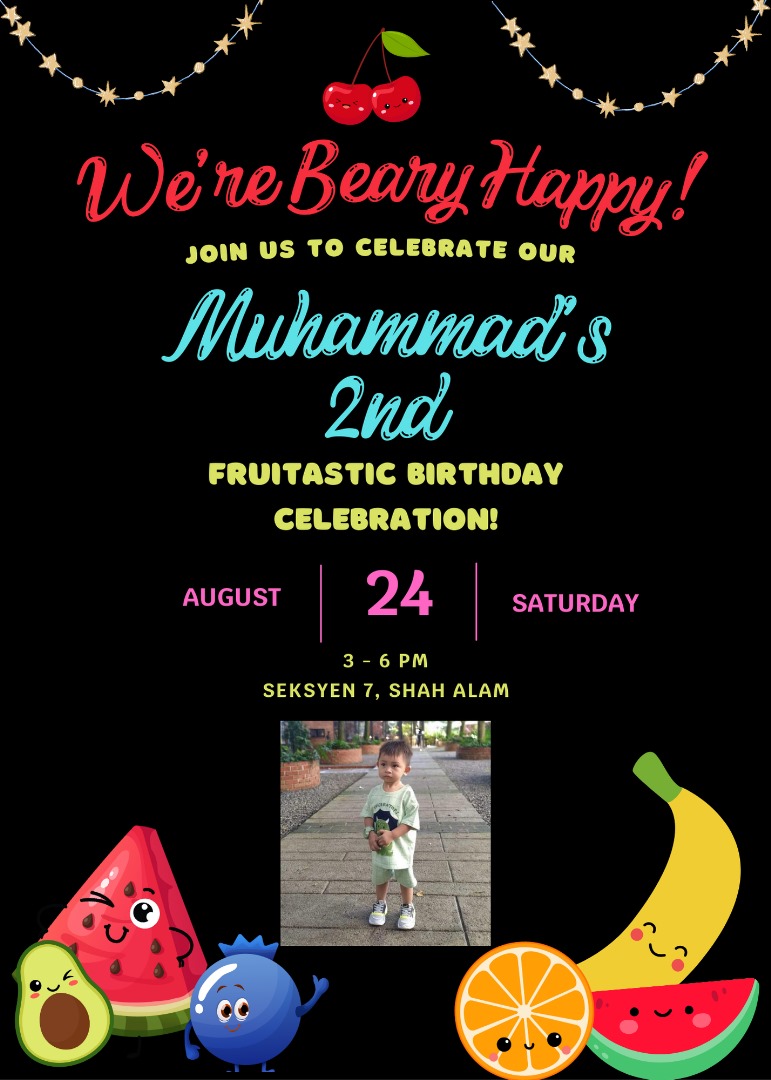 We're Beary Happy!
JOIN US TO CELEBRATE OUR
Muhammad's
2nd
FRUITASTIC BIRTHDAY
CELEBRATION!
AUGUST 24 SATURDAY
3 - 6 PM
SEKSYEN 7, SHAH ALAM